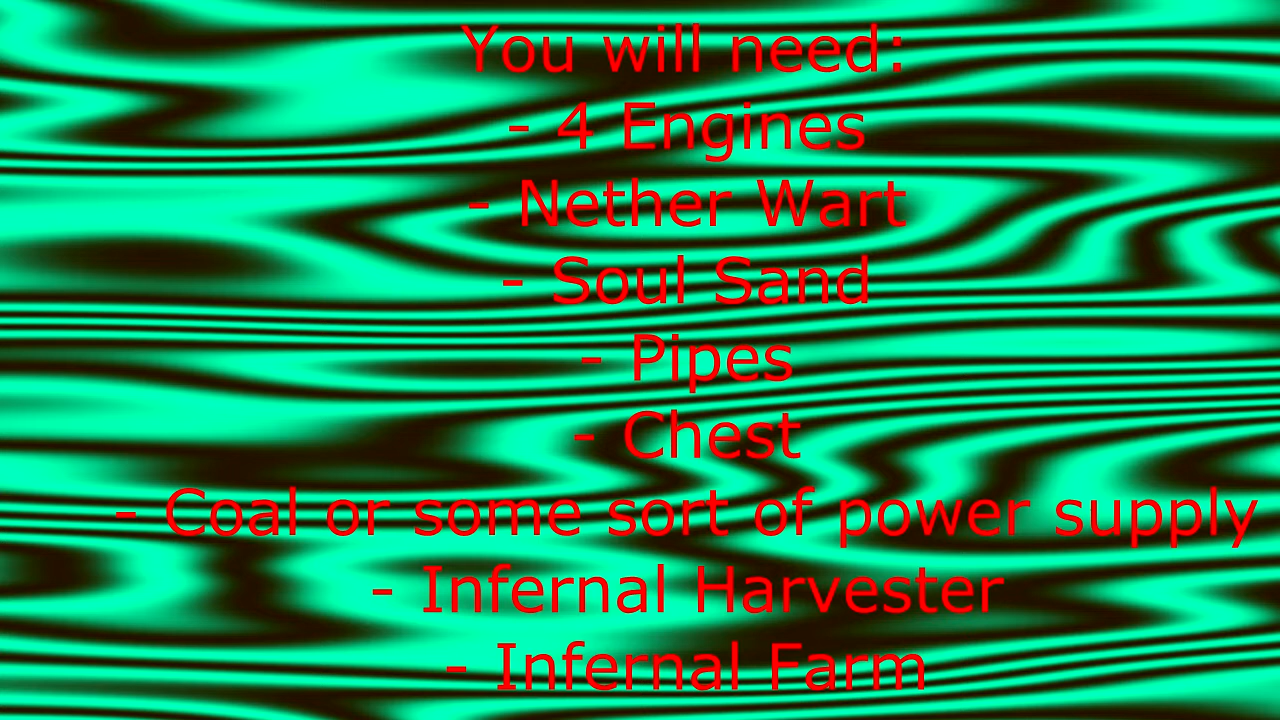 You will need:
- 4 Engines
- Nether Wart
- Soul Sand
- Pipes
- Chest
- Coal or some sort of power supply
- Infernal Harvester
- Infernal Farm